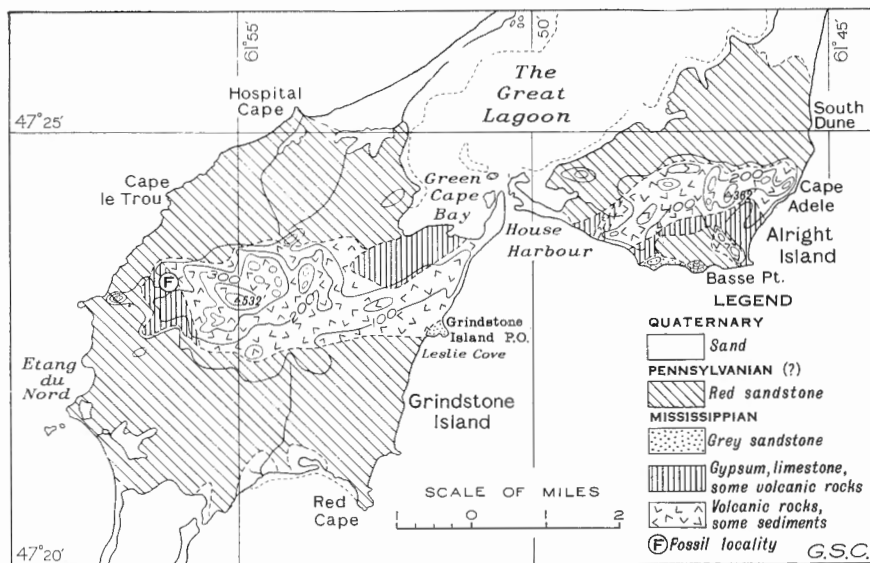 61°55'
50'
61°45'
The
Great
Lagoon
Hospital
Cape
47°25'
South
Dune
Cape
le Trou
Green
Cape
Bay
200
362
Cape
Adele
House
Harbour
Alright
Island
Basse Pt.
F
532
Grindstone
Island P.O.
Leslie Cove
Etang
du
Nord
Grindstone
Island
Red
Cape
47°20'
SCALE OF MILES
1 0 1 2
LEGEND
QUATERNARY
Sand
PENNSYLVANIAN (?)
Red sandstone
MISSISSIPPIAN
Grey sandstone
Gypsum, limestone,
some volcanic rocks
Volcanic rocks,
some sediments
F Fossil locality
G.S.C.